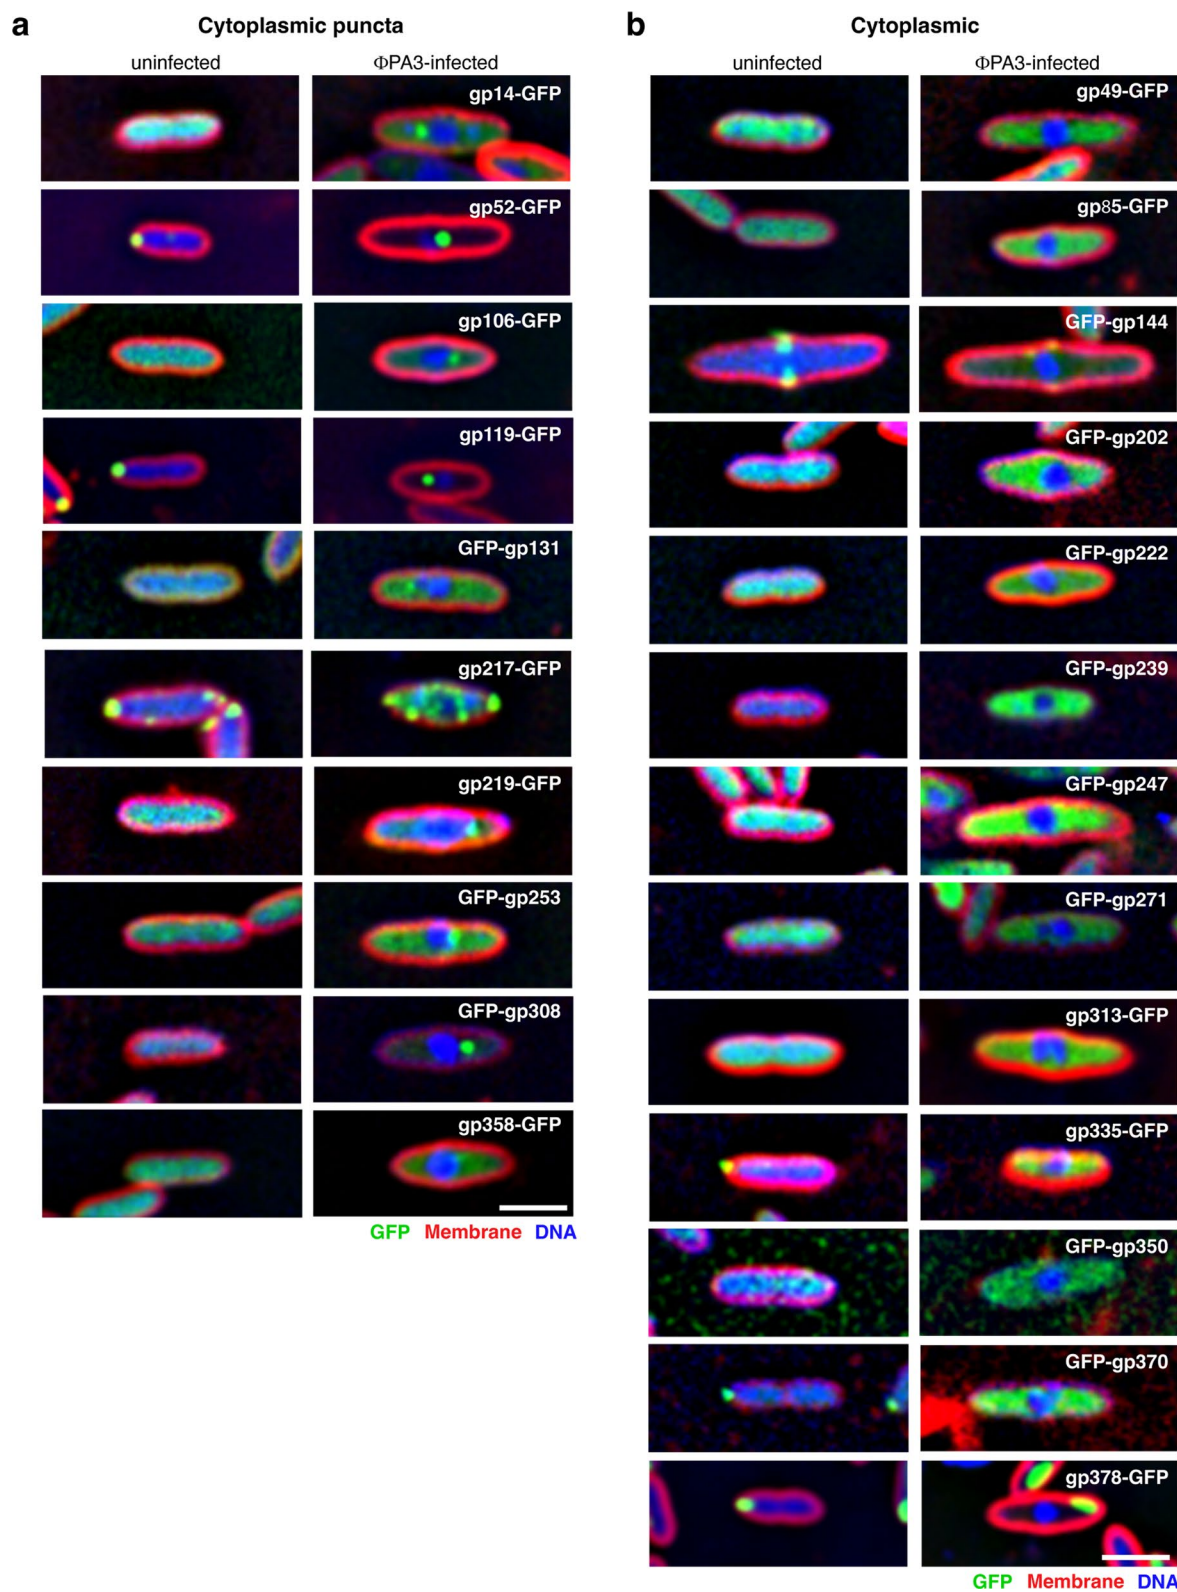 a
Cytoplasmic puncta
uninfected
ΦPA3-infected
gp14-GFP
gp52-GFP
gp106-GFP
gp119-GFP
GFP-gp131
gp217-GFP
gp219-GFP
GFP-gp253
GFP-gp308
gp358-GFP
GFP Membrane DNA
b
Cytoplasmic
uninfected
ΦPA3-infected
gp49-GFP
gp85-GFP
GFP-gp144
GFP-gp202
GFP-gp222
GFP-gp239
GFP-gp247
GFP-gp271
gp313-GFP
gp335-GFP
GFP-gp350
GFP-gp370
gp378-GFP
GFP Membrane DNA